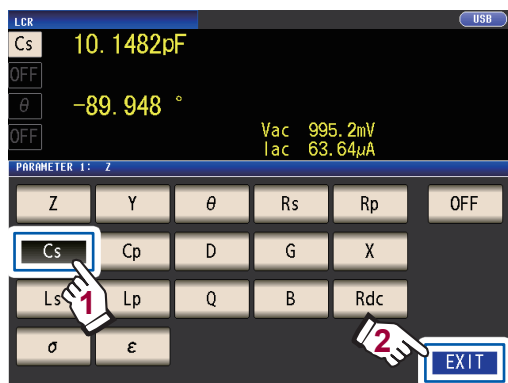 LCR USB
Cs 10.1482pF
OFF
θ -89.948 °
OFF Vac 995.2mV
Iac 63.64μA
PARAMETER 1: Z
Z Y θ Rs Rp OFF
Cs Cp D G X
Ls Lp Q B Rdc
1 2
σ ε EXIT